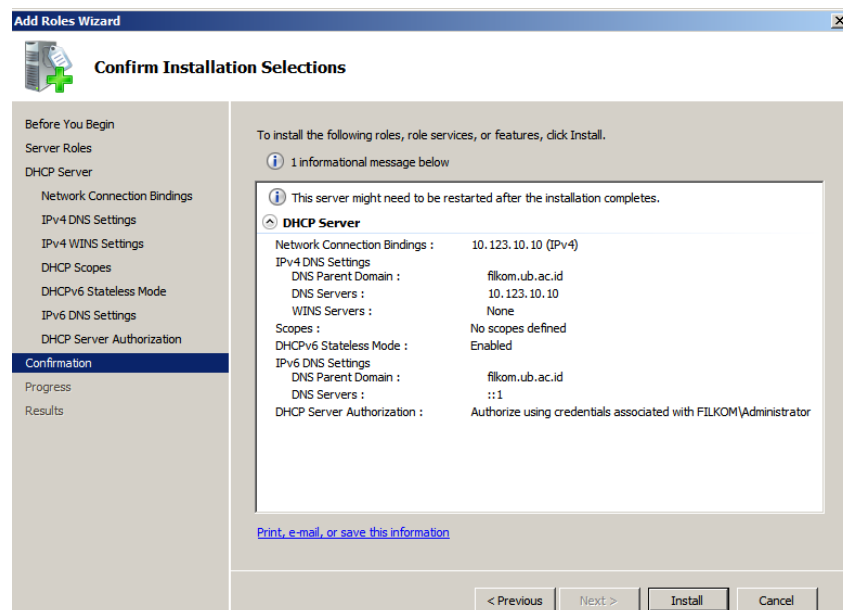 Add Roles Wizard
Confirm Installation Selections
Before You Begin
Server Roles
DHCP Server
Network Connection Bindings
IPv4 DNS Settings
IPv4 WINS Settings
DHCP Scopes
DHCPv6 Stateless Mode
IPv6 DNS Settings
DHCP Server Authorization
Confirmation
Progress
Results
To install the following roles, role services, or features, click Install.
1 informational message below
This server might need to be restarted after the installation completes.
DHCP Server
Network Connection Bindings : 10.123.10.10 (IPv4)
IPv4 DNS Settings
DNS Parent Domain : filkom.ub.ac.id
DNS Servers : 10.123.10.10
WINS Servers : None
Scopes : No scopes defined
DHCPv6 Stateless Mode : Enabled
IPv6 DNS Settings
DNS Parent Domain : filkom.ub.ac.id
DNS Servers : ::1
DHCP Server Authorization : Authorize using credentials associated with FILKOM\Administrator
Print, e-mail, or save this information
< Previous Next > Install Cancel